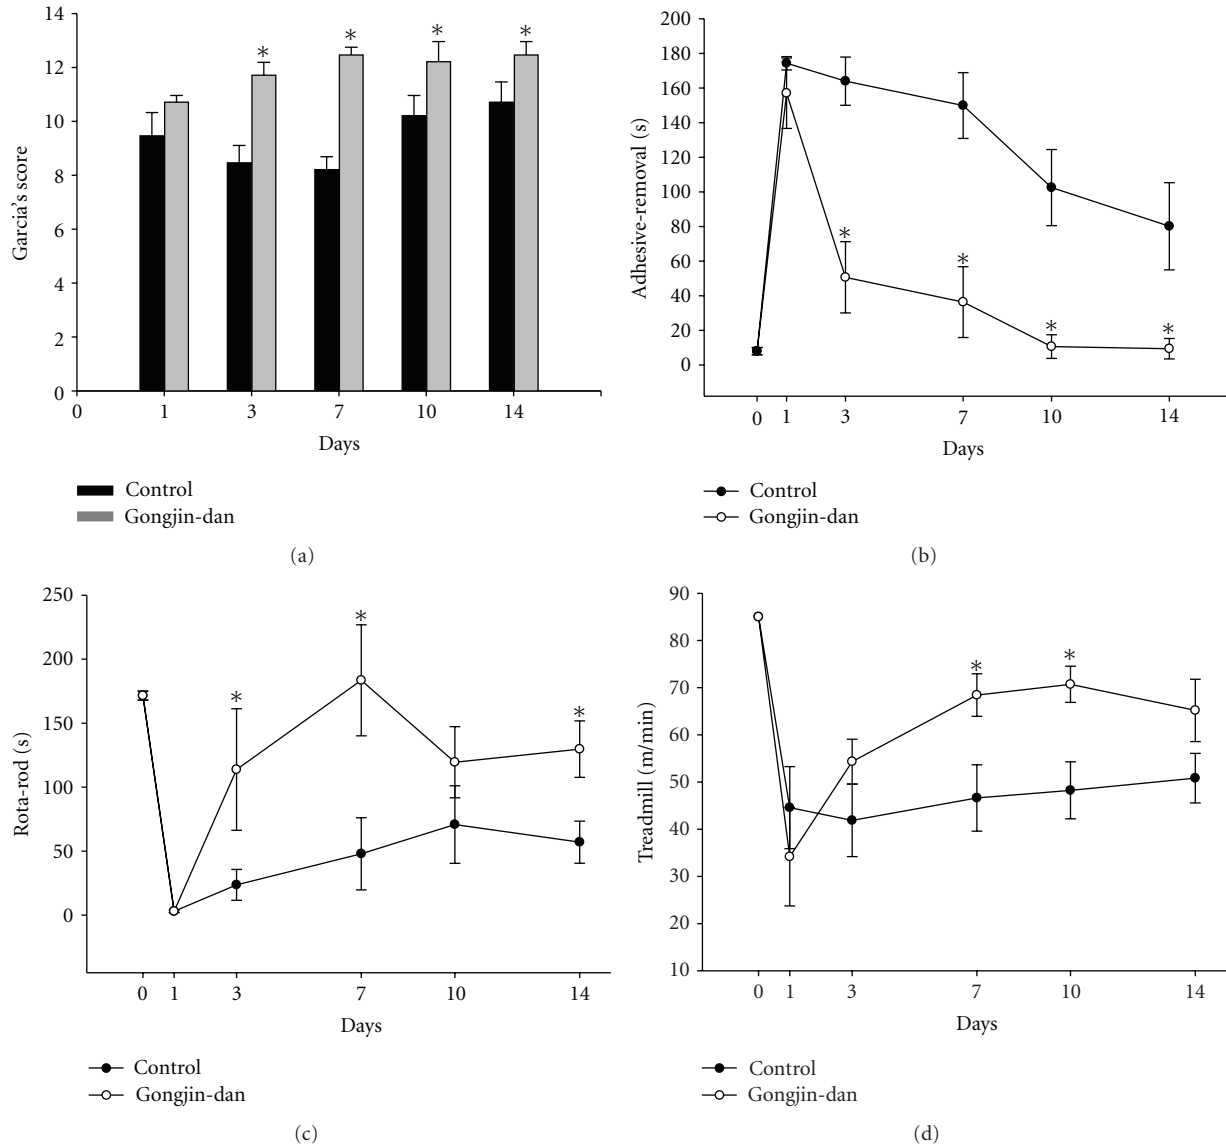 14
12
10
8
6
4
2
0
Garcia's score
* * * * *
0 1 3 7 10 14
Days
Control
Gongjin-dan
(a)
200
180
160
140
120
100
80
60
40
20
0
Adhesive-removal (s)
* * * *
0 1 3 7 10 14
Days
Control
Gongjin-dan
(b)
250
200
150
100
50
0
Rota-rod (s)
* * *
0 1 3 7 10 14
Days
Control
Gongjin-dan
(c)
90
80
70
60
50
40
30
20
10
Treadmill (m/min)
* *
0 1 3 7 10 14
Days
Control
Gongjin-dan
(d)